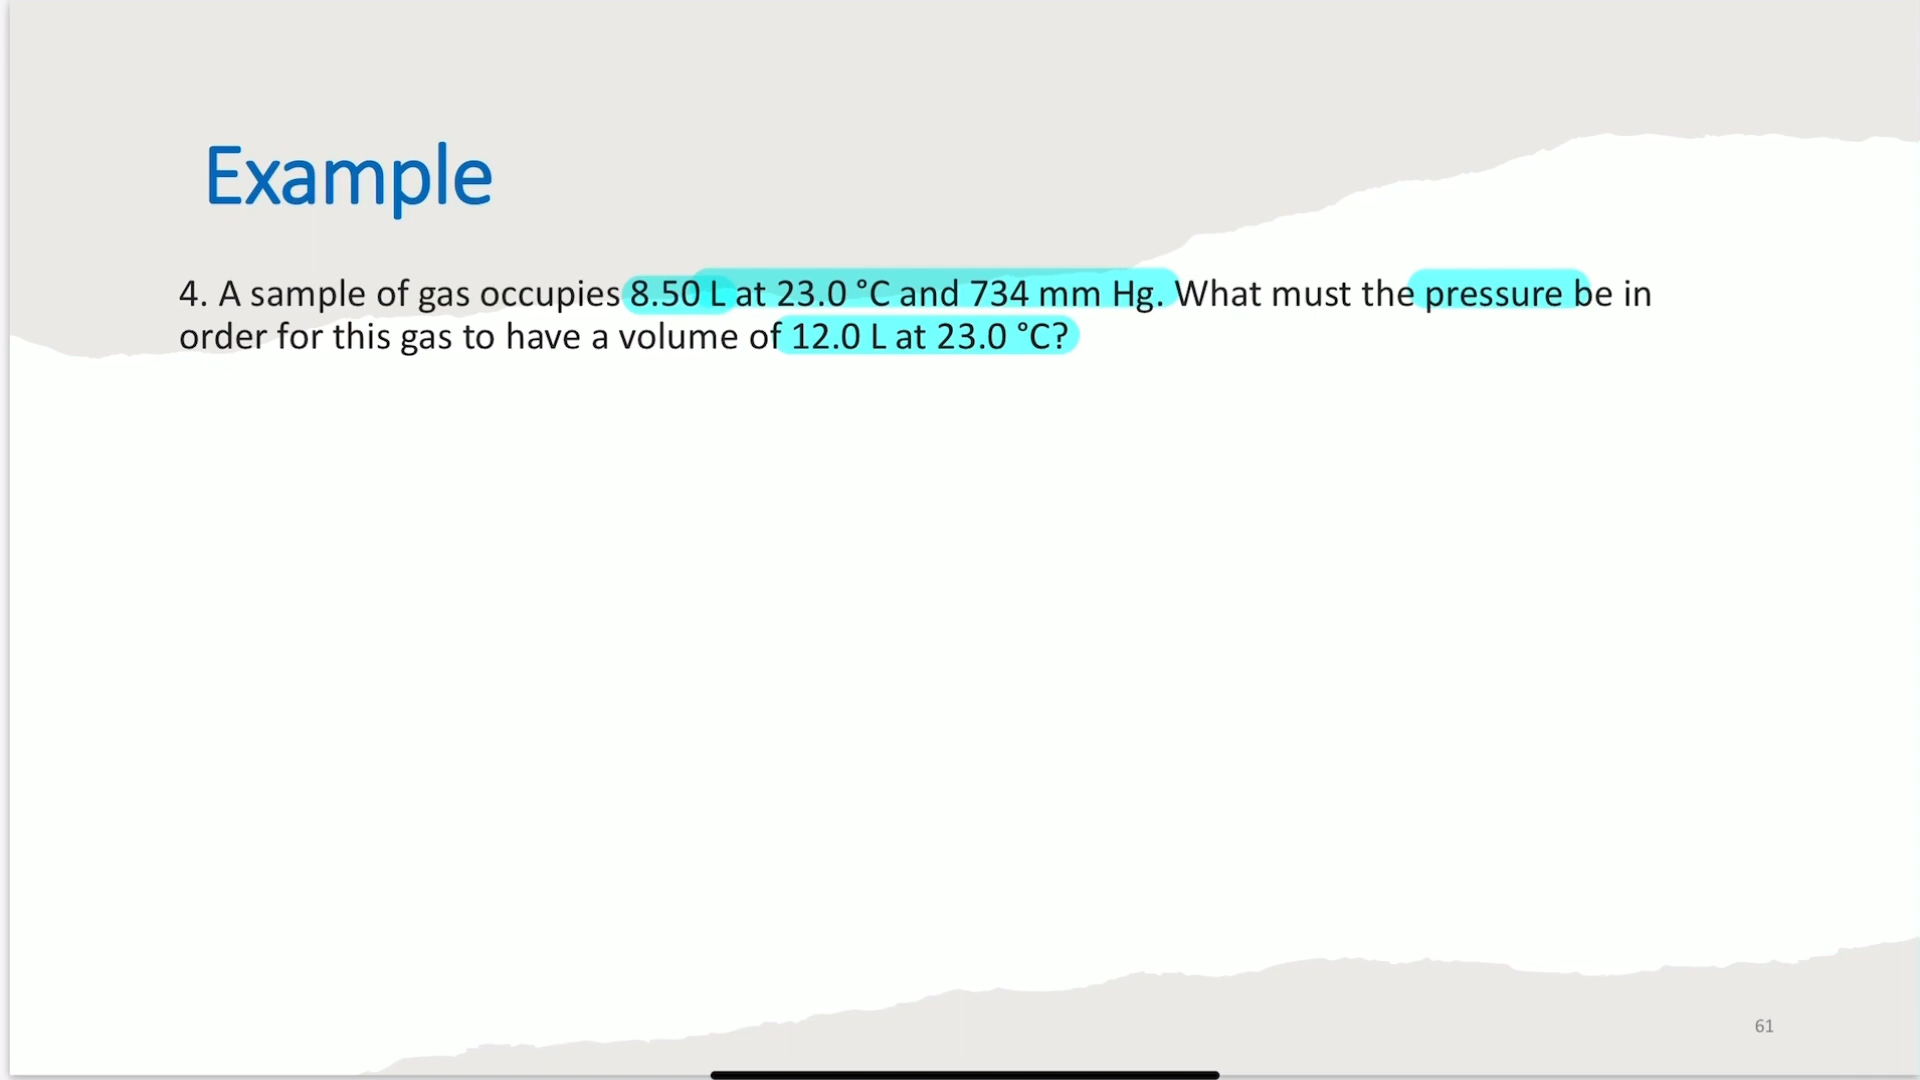 Example
4. A sample of gas occupies 8.50 L at 23.0 °C and 734 mm Hg. What must the pressure be in
order for this gas to have a volume of 12.0 L at 23.0 °C?
61